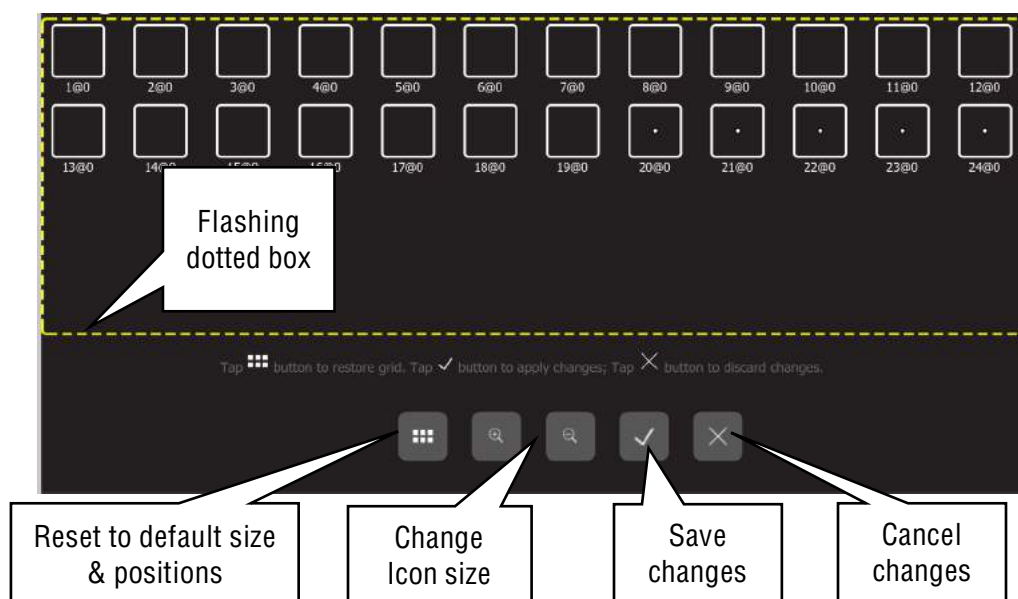 1@0 2@0 3@0 4@0 5@0 6@0 7@0 8@0 9@0 10@0 11@0 12@0
13@0 17@0 18@0 19@0 20@0 21@0 22@0 23@0 24@0
Flashing
dotted box
Tap button to restore grid. Tap button to apply changes; Tap button to discard changes.
Reset to default size
& positions
Change
Icon size
Save
changes
Cancel
changes